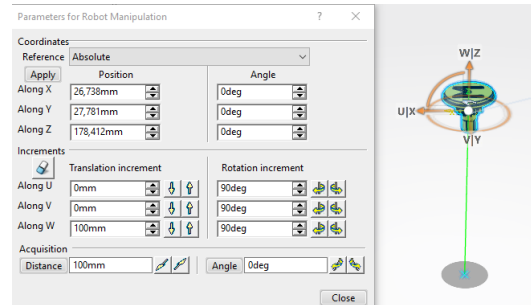 Parameters for Robot Manipulation ? ×
Coordinates
Reference Absolute
Apply Position Angle
Along X 26,738mm 0deg
Along Y 27,781mm 0deg
Along Z 178,412mm 0deg
Increments
Translation increment Rotation increment
Along U 0mm 90deg
Along V 0mm 90deg
Along W 100mm 90deg
Acquisition
Distance 100mm Angle 0deg
Close
W|Z
U|X
V|Y